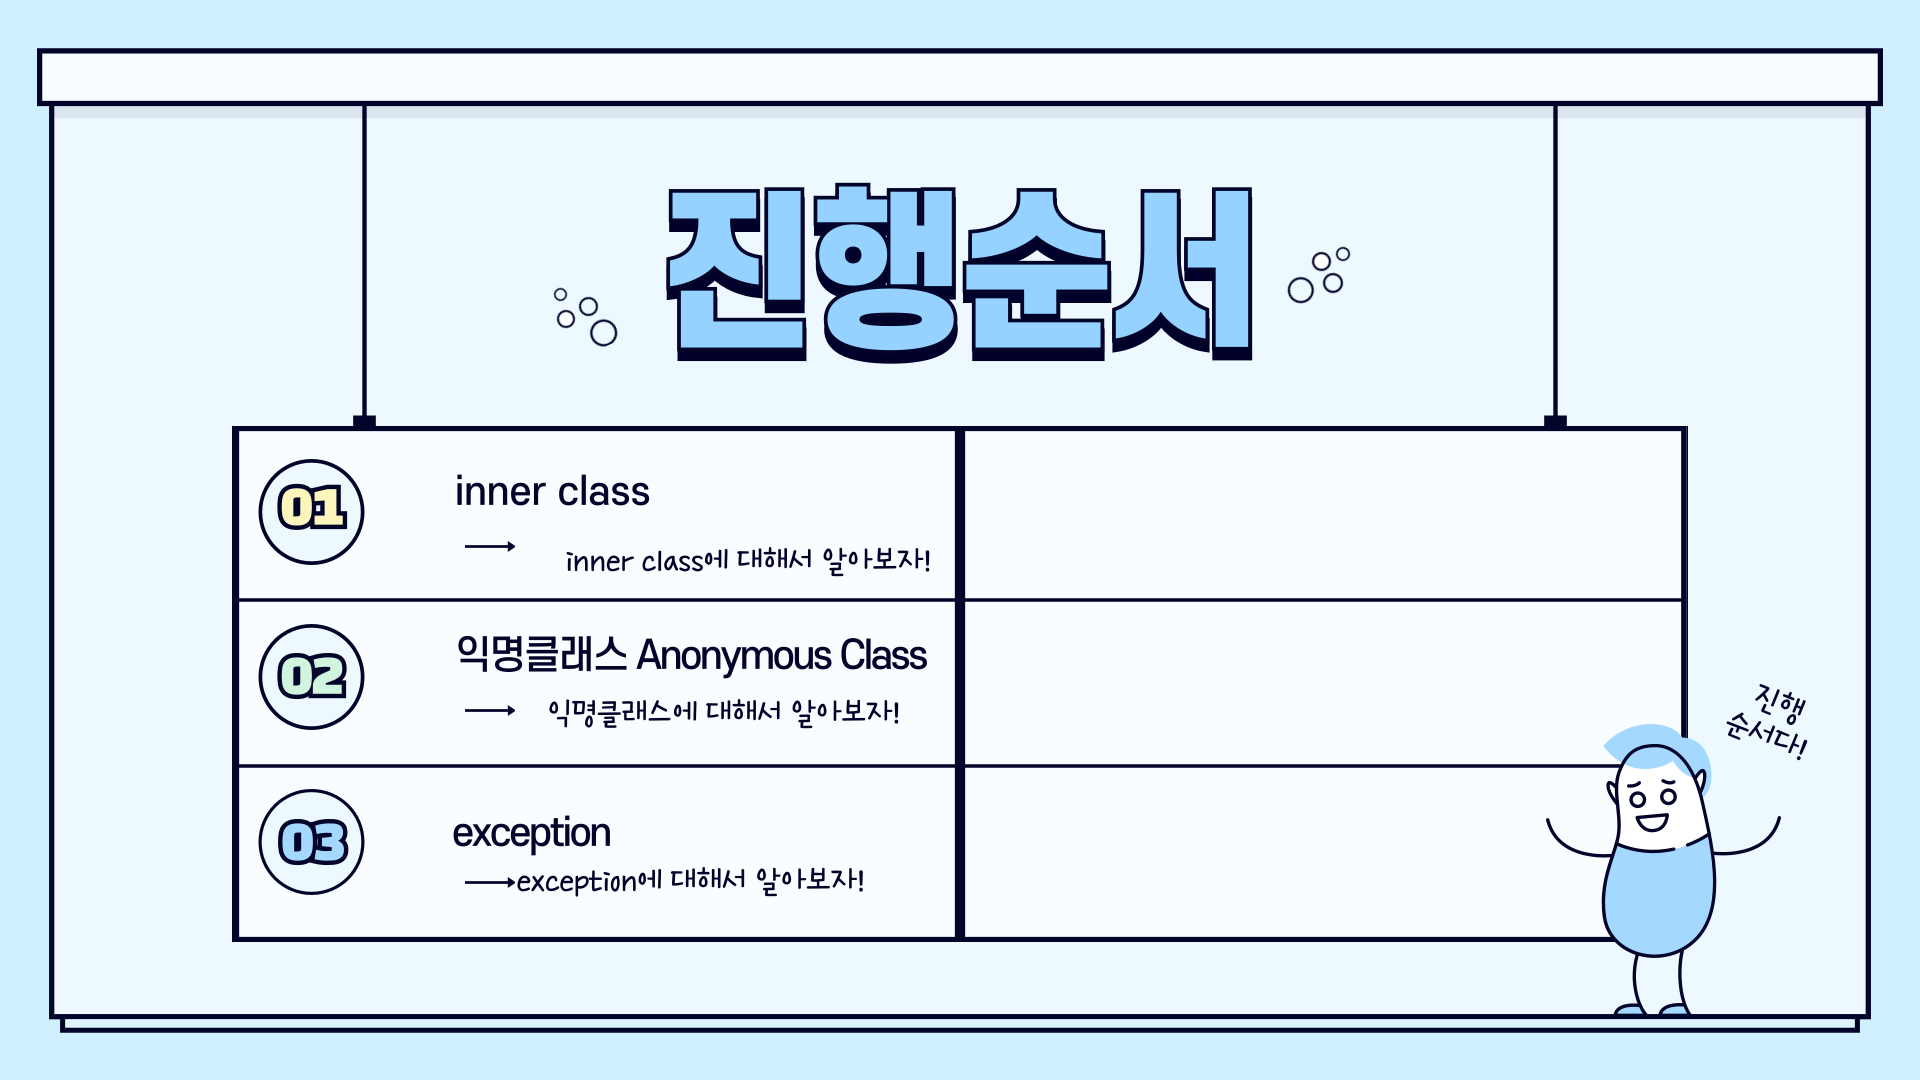 진행순서
01
inner class
inner class에 대해서 알아보자!
02
익명클래스 Anonymous Class
익명클래스에 대해서 알아보자!
03
exception
exception에 대해서 알아보자!
진행
순서다!